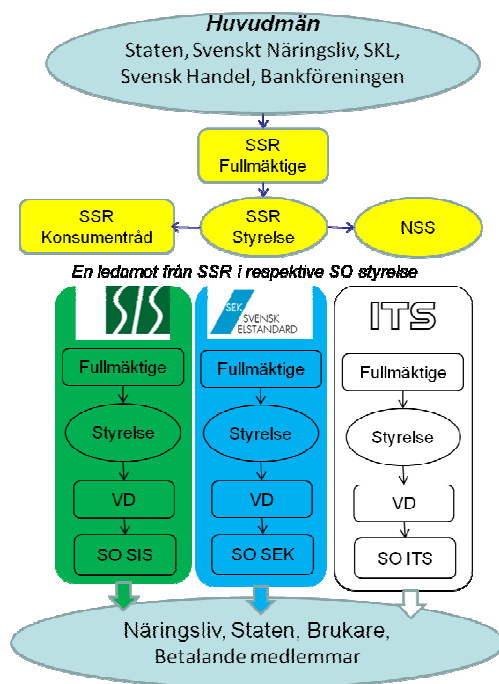 Huvudmän
Staten, Svenskt Näringsliv, SKL,
Svensk Handel, Bankföreningen
SSR
Fullmäktige
SSR
Konsumentråd
SSR
Styrelse
NSS
En ledamot från SSR i respektive SO styrelse
SIS
SEK
SVENSK
ELSTANDARD
ITS
Fullmäktige
Fullmäktige
Fullmäktige
Styrelse
Styrelse
Styrelse
VD
VD
VD
SO SIS
SO SEK
SO ITS
Näringsliv, Staten, Brukare,
Betalande medlemmar